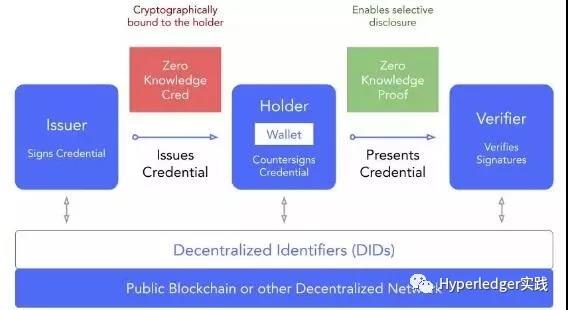 Cryptographically
bound to the holder
Enables selective
disclosure
Zero
Knowledge
Cred
Zero
Knowledge
Proof
Issuer
Signs Credential
Issues
Credential
Holder
Wallet
Countersigns
Credential
Presents
Credential
Verifier
Verifies
Signatures
Decentralized Identifiers (DIDs)
Public Blockchain or other Decentralized Network
Hyperledger实践